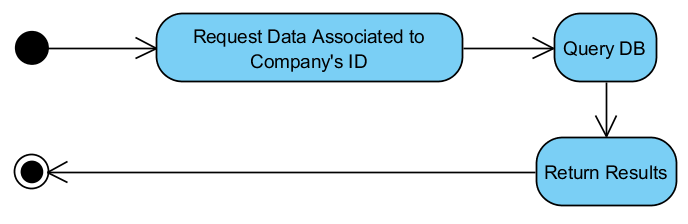 Request Data Associated to
Company's ID
Query DB
Return Results